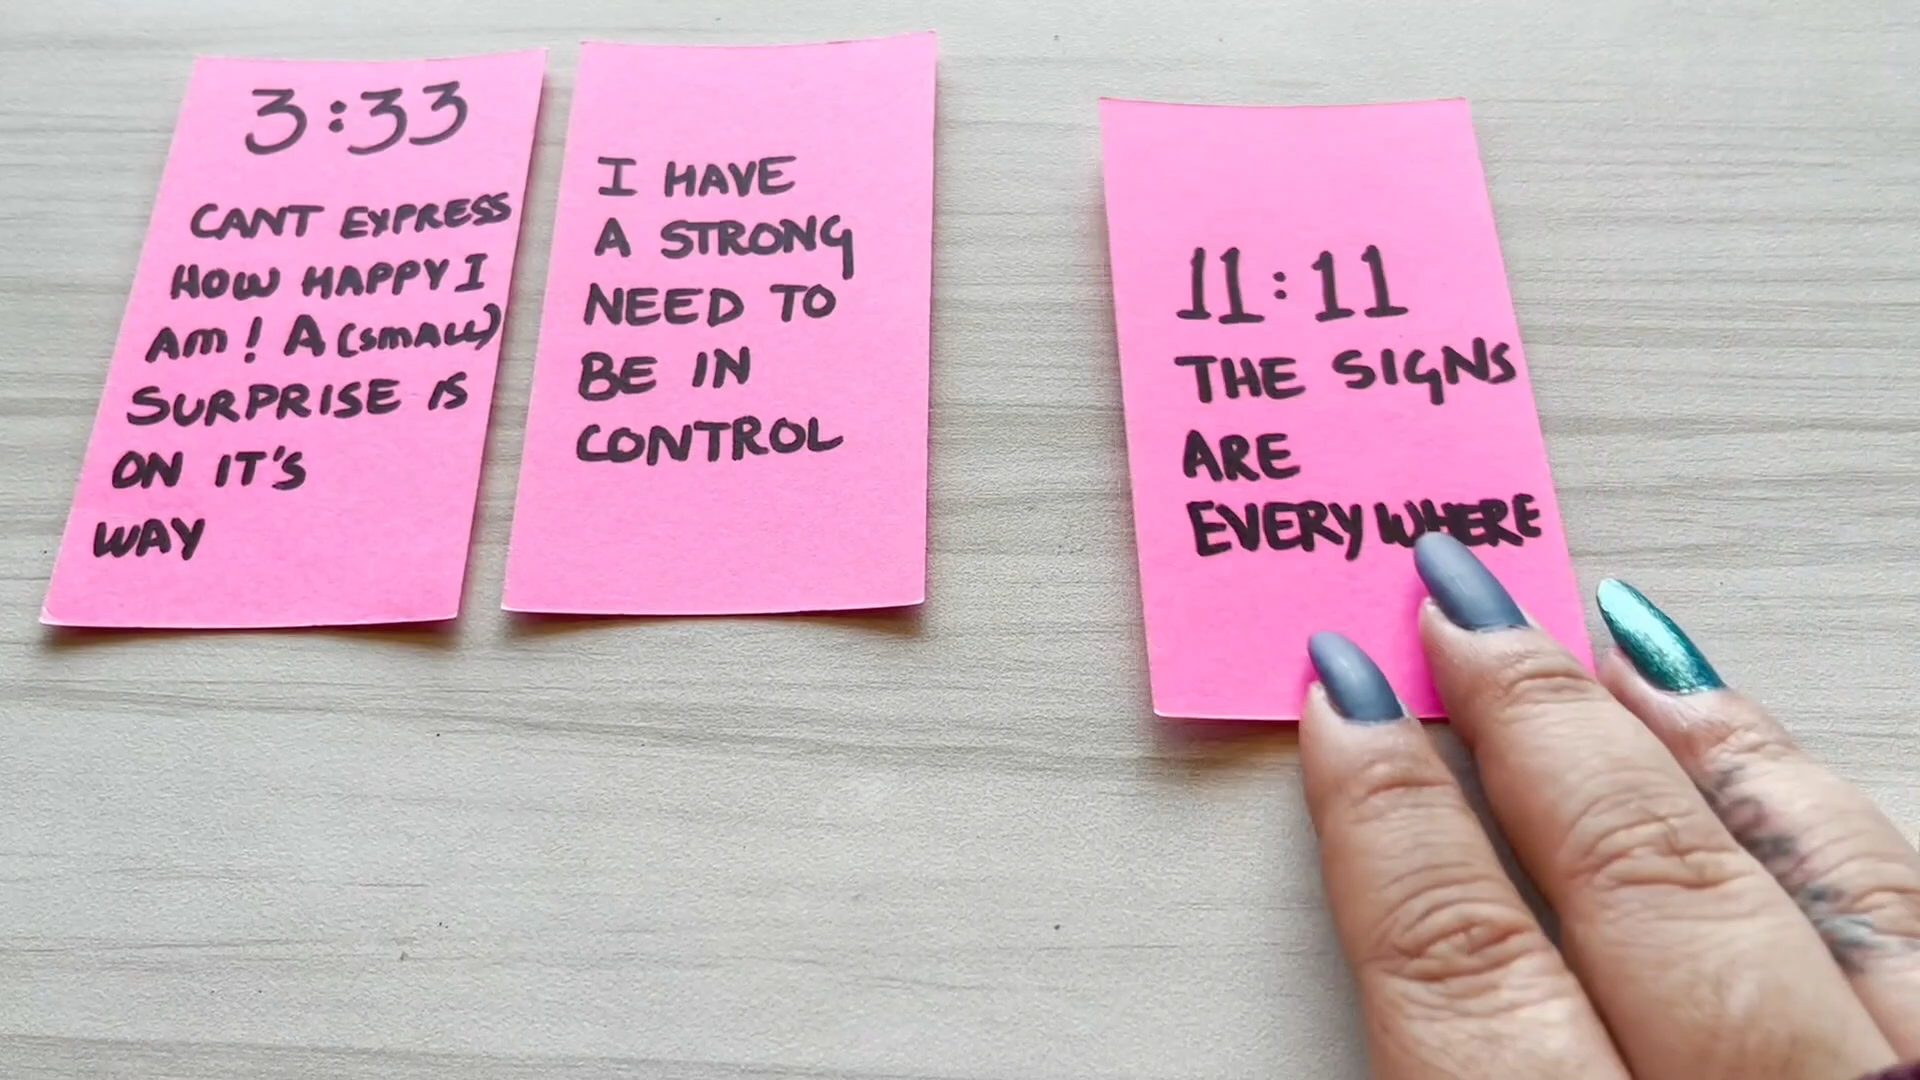 3:33
CANT EXPRESS
HOW HAPPY I
Am! A (smALL)
SURPRISE IS
ON IT'S
WAY
I HAVE
A STRONG
NEED TO
BE IN
CONTROL
11:11
THE SIGNS
ARE
EVERYWHERE